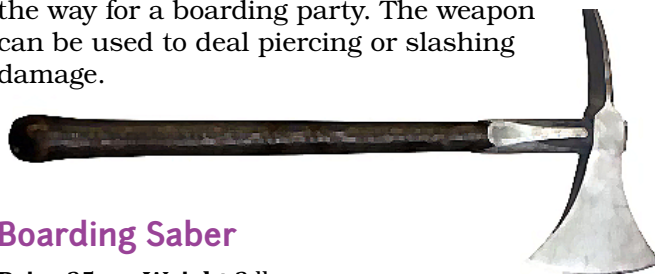 the way for a boarding party. The weapon
can be used to deal piercing or slashing
damage.
Boarding Saber